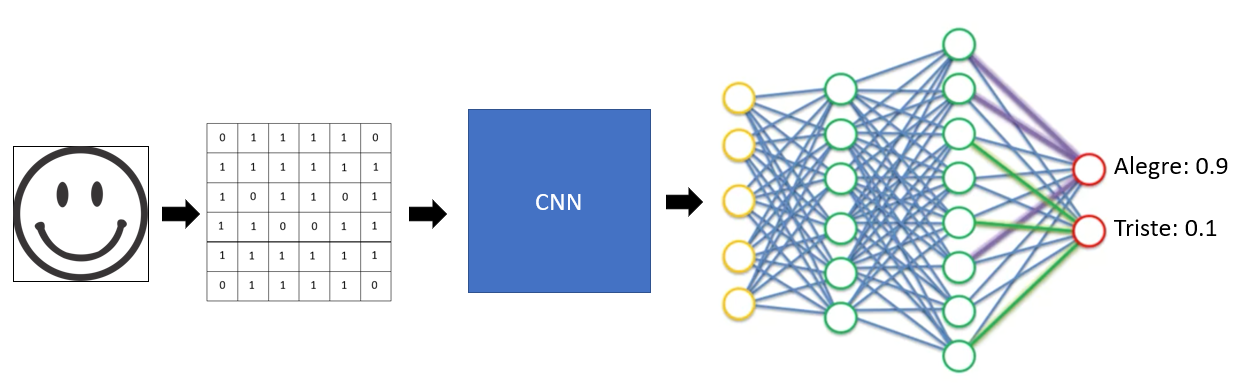 0 1 1 1 1 0
1 1 1 1 1 1
1 0 1 1 0 1
1 1 0 0 1 1
1 1 1 1 1 1
0 1 1 1 1 0
CNN
Alegre: 0.9
Triste: 0.1